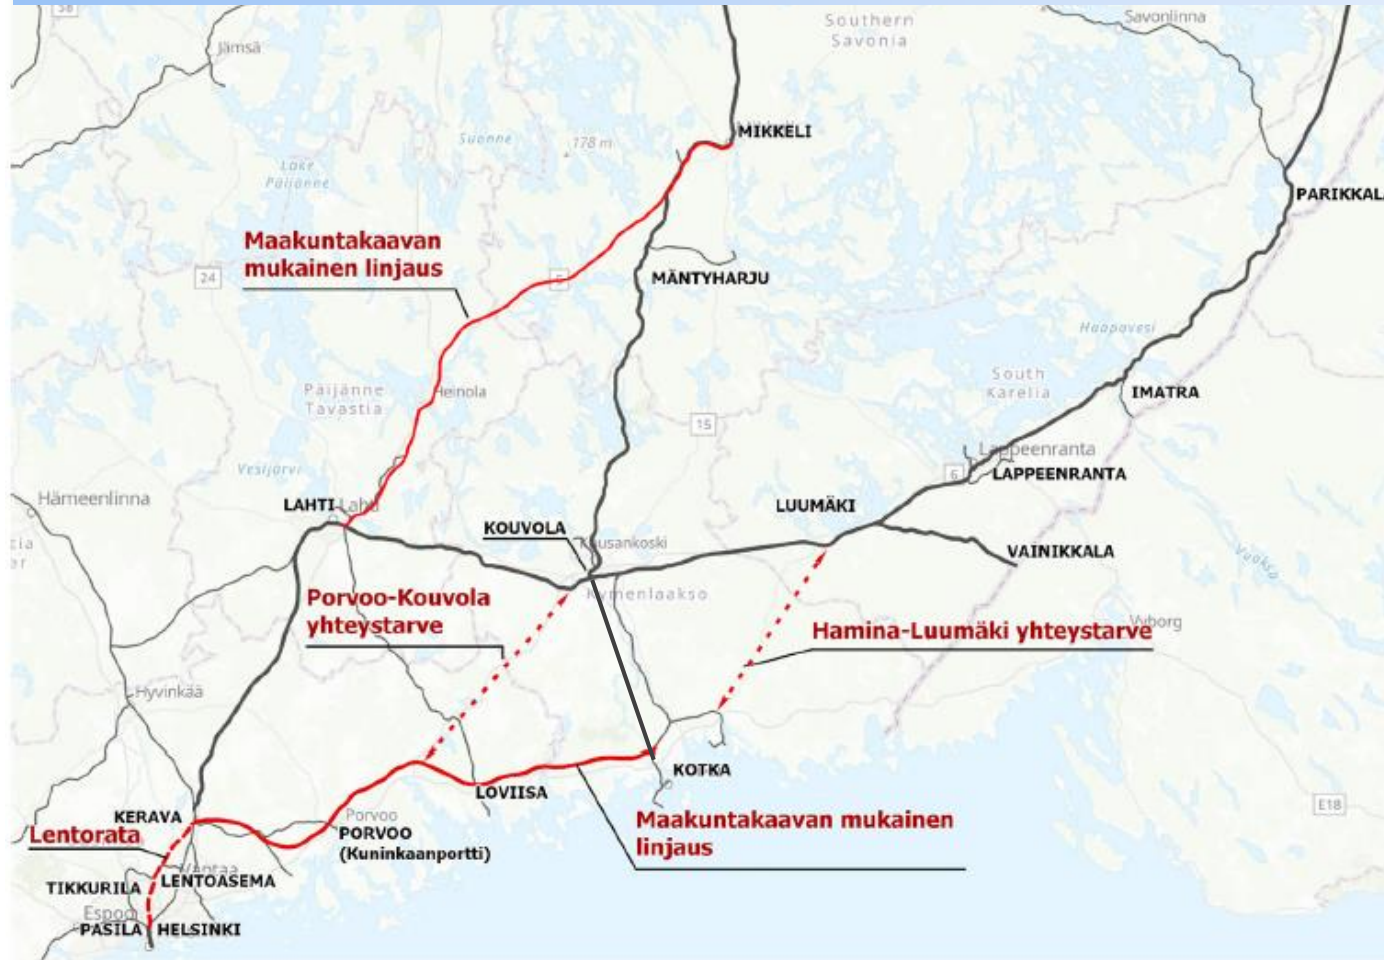 58
Jämsä
Southern
Savonia
Savonlinna
Suonne
178 m
MIKKELI
Lake
Päijänne
PARIKKAL
Maakuntakaavan
mukainen linjaus
24
5
MÄNTYHARJU
Haapavesi
Päijänne
Tavastia
Heinola
South
Karelia
IMATRA
15
Vesijärvi
Lappeenranta
6
LAPPEENRANTA
Hämeenlinna
LAHTI
LUUMÄKI
KOUVOLA
VAINIKKALA
Vuoksa
Kymenlaakso
Porvoo-Kouvola
yhteystarve
Hamina-Luumäki yhteystarve
Vyborg
Hyvinkää
KOTKA
LOVIISA
E18
KERAVA
Porvoo
PORVOO
(Kuninkaanportti)
Maakuntakaavan mukainen
linjaus
Lentorata
Vantaa
TIKKURILA
LENTOASEMA
Espoo
PASILA
HELSINKI